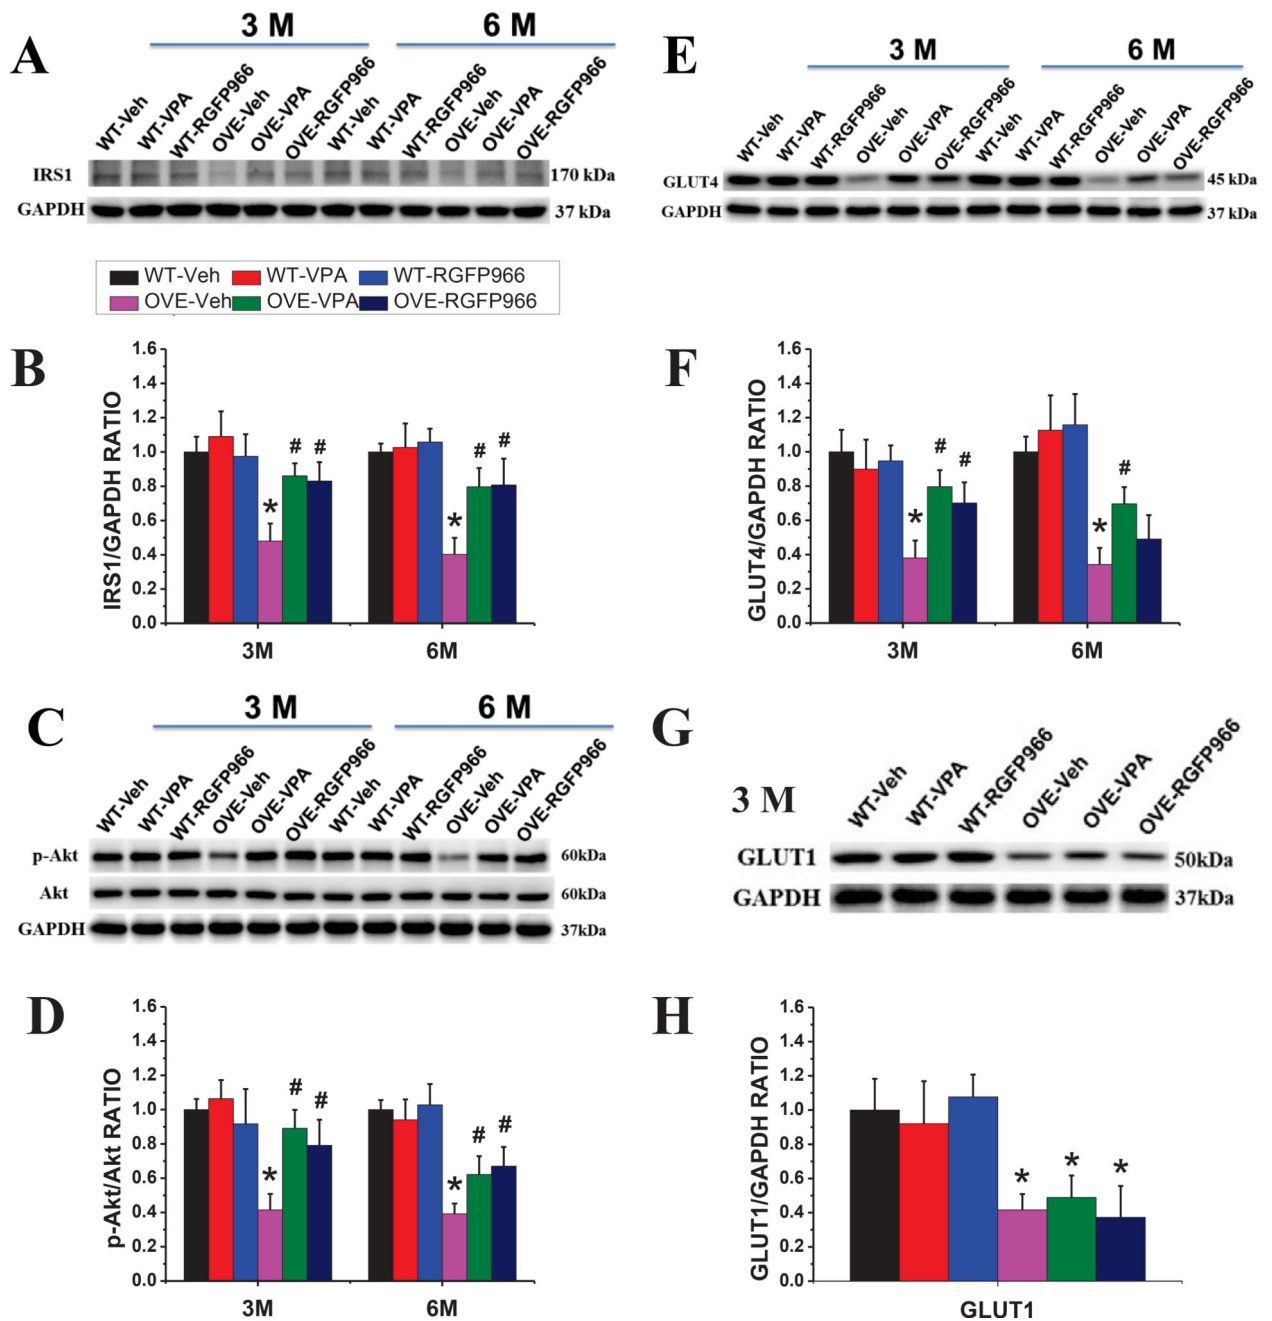 A
3 M
6 M
WT-Veh
WT-VPA
WT-RGFP966
OVE-Veh
OVE-VPA
OVE-RGFP966
WT-Veh
WT-VPA
WT-RGFP966
OVE-Veh
OVE-VPA
OVE-RGFP966
IRS1
170 kDa
GAPDH
37 kDa
WT-Veh WT-VPA WT-RGFP966
OVE-Veh OVE-VPA OVE-RGFP966
B
IRS1/GAPDH RATIO
1.6
1.4
1.2
1.0
0.8
0.6
0.4
0.2
0.0
* # #
* # #
3M
6M
C
3 M
6 M
WT-Veh
WT-VPA
WT-RGFP966
OVE-Veh
OVE-VPA
OVE-RGFP966
WT-Veh
WT-VPA
WT-RGFP966
OVE-Veh
OVE-VPA
OVE-RGFP966
p-Akt
60kDa
Akt
60kDa
GAPDH
37kDa
D
p-Akt/Akt RATIO
1.6
1.4
1.2
1.0
0.8
0.6
0.4
0.2
0.0
* # #
* # #
3M
6M
E
3 M
6 M
WT-Veh
WT-VPA
WT-RGFP966
OVE-Veh
OVE-VPA
OVE-RGFP966
WT-Veh
WT-VPA
WT-RGFP966
OVE-Veh
OVE-VPA
OVE-RGFP966
GLUT4
45 kDa
GAPDH
37 kDa
F
GLUT4/GAPDH RATIO
1.6
1.4
1.2
1.0
0.8
0.6
0.4
0.2
0.0
* # #
* #
3M
6M
G
3 M
WT-Veh
WT-VPA
WT-RGFP966
OVE-Veh
OVE-VPA
OVE-RGFP966
GLUT1
50kDa
GAPDH
37kDa
H
GLUT1/GAPDH RATIO
1.6
1.4
1.2
1.0
0.8
0.6
0.4
0.2
0.0
* * *
GLUT1